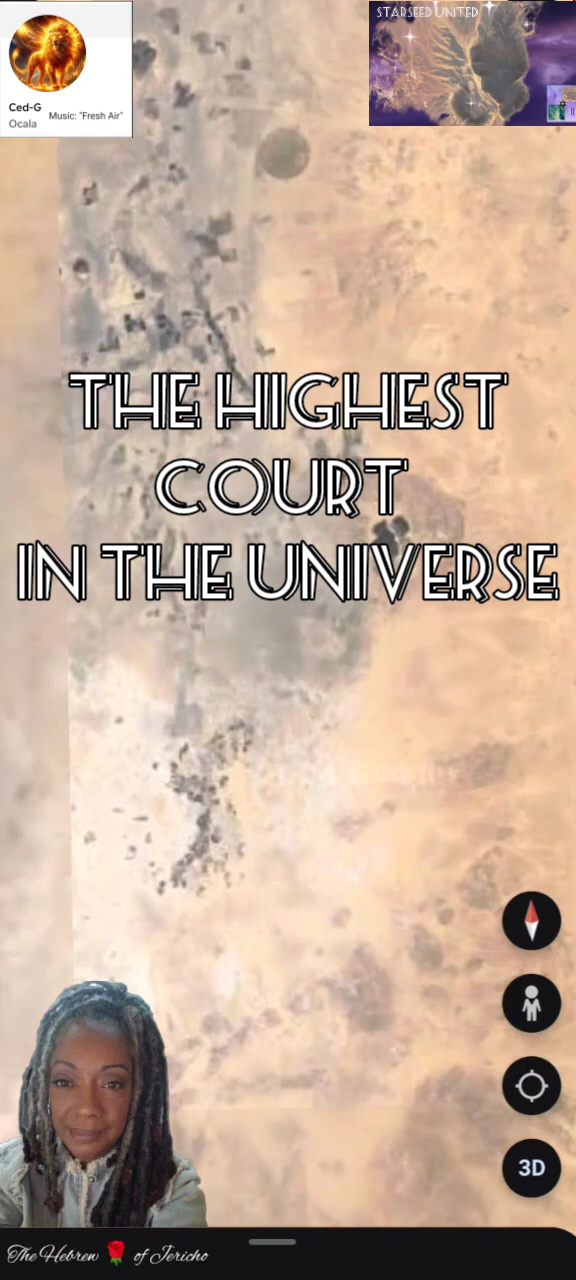 STARSEED UNITED
Ced-G
Ocala
Music: "Fresh Air"
THE HIGHEST
COURT
IN THE UNIVERSE
3D
The Hebrew 🌹 of Jericho